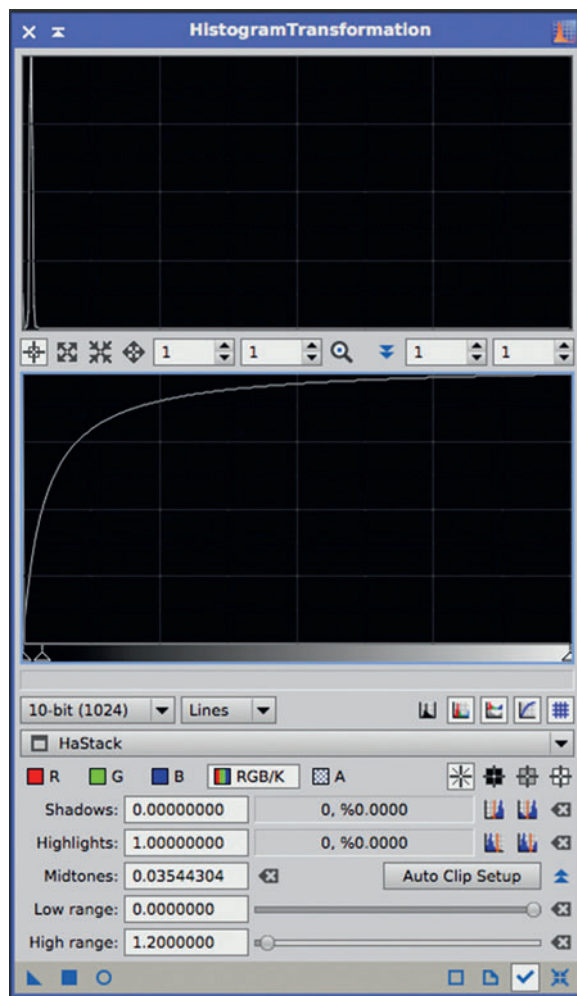 HistogramTransformation
1 1 1 1
10-bit (1024) Lines
HaStack
R G B RGB/K A
Shadows: 0.00000000 0, %0.0000
Highlights: 1.00000000 0, %0.0000
Midtones: 0.03544304 Auto Clip Setup
Low range: 0.0000000
High range: 1.2000000